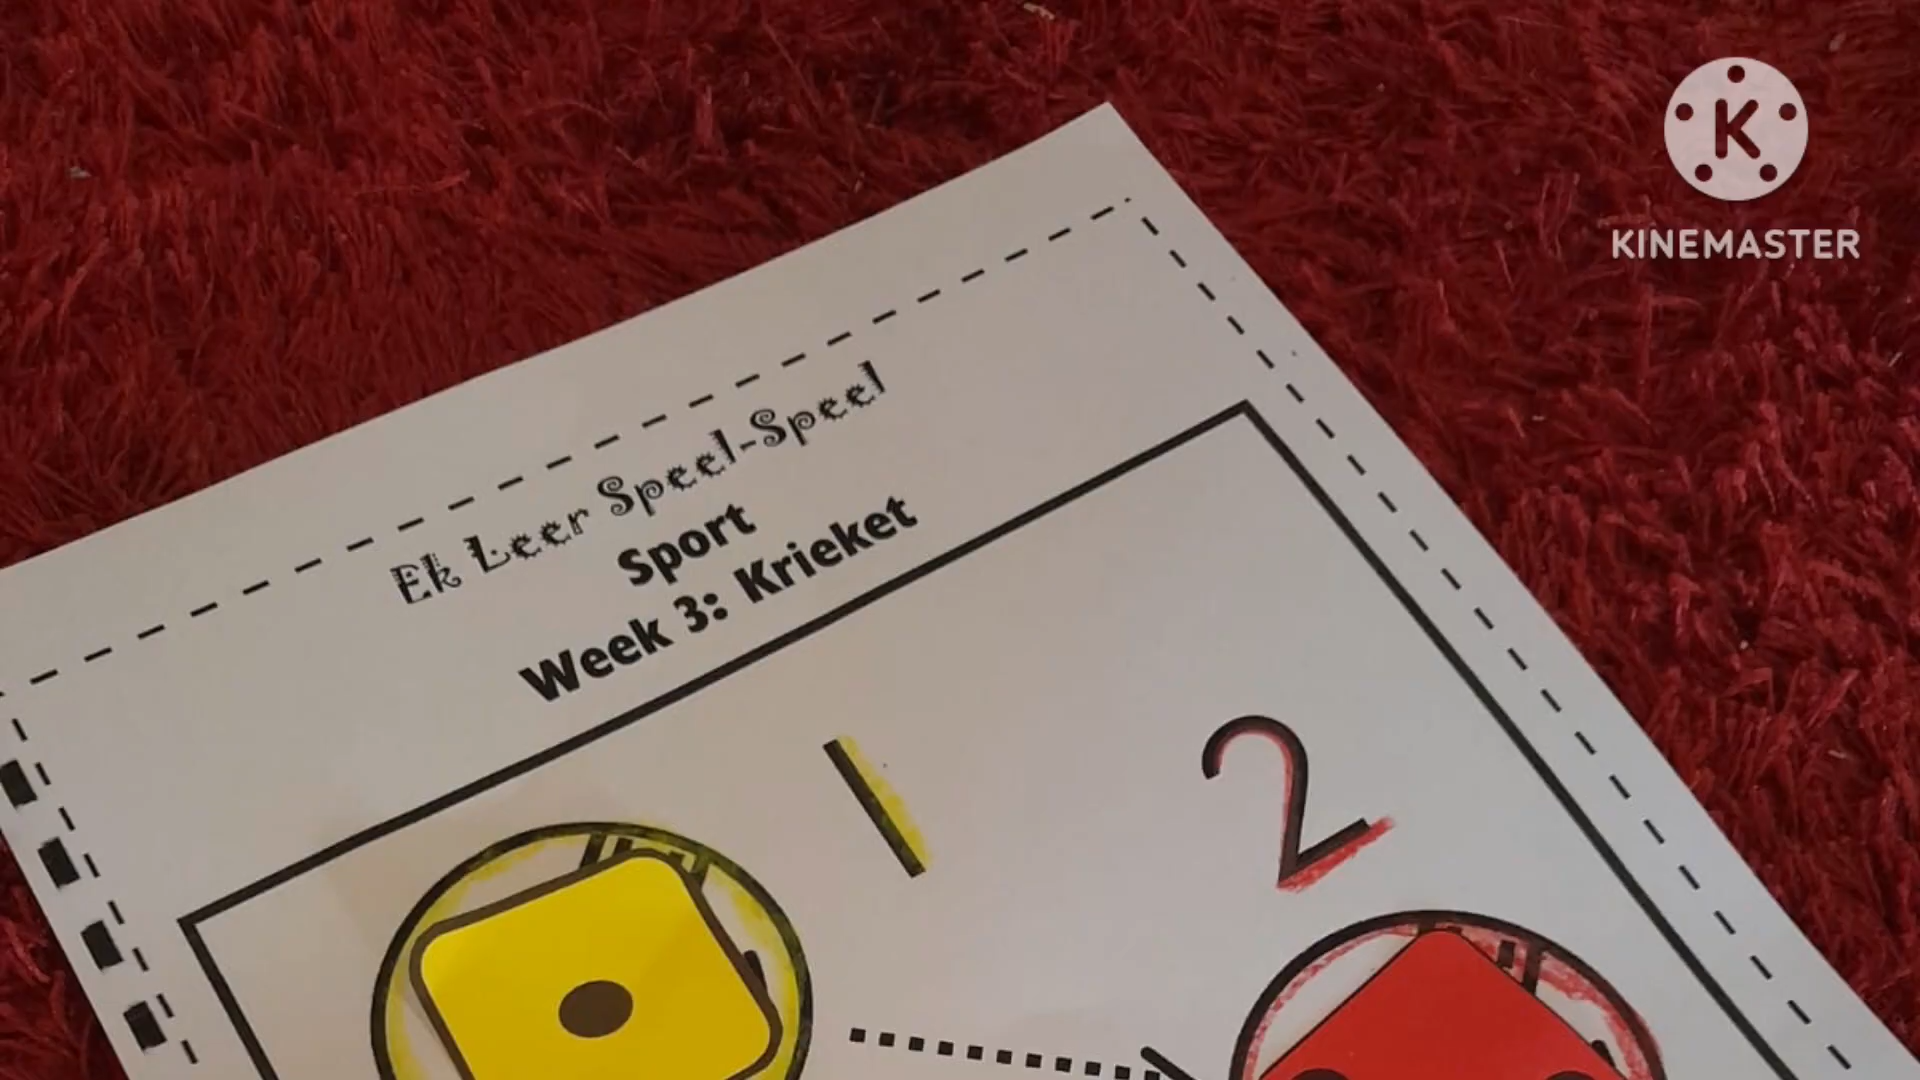 K
KINEMASTER
Ek Leer Speel-Speel
Sport
Week 3: Krieket
1
2